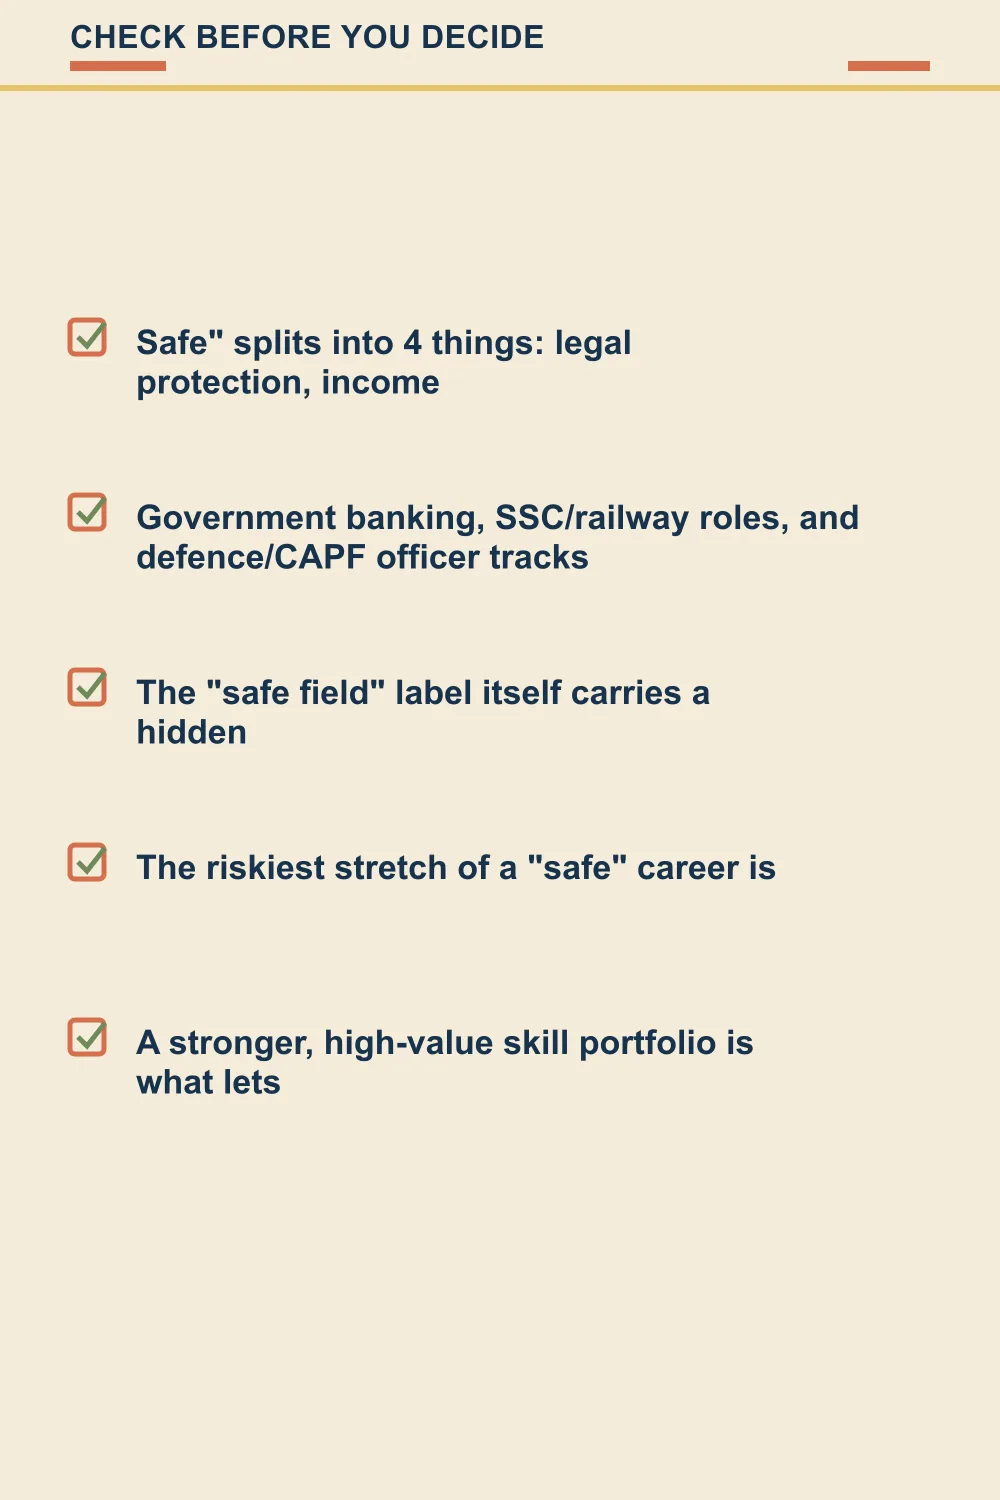 CHECK BEFORE YOU DECIDE
Safe" splits into 4 things: legal
protection, income
Government banking, SSC/railway roles, and
defence/CAPF officer tracks
The "safe field" label itself carries a
hidden
The riskiest stretch of a "safe" career is
A stronger, high-value skill portfolio is
what lets